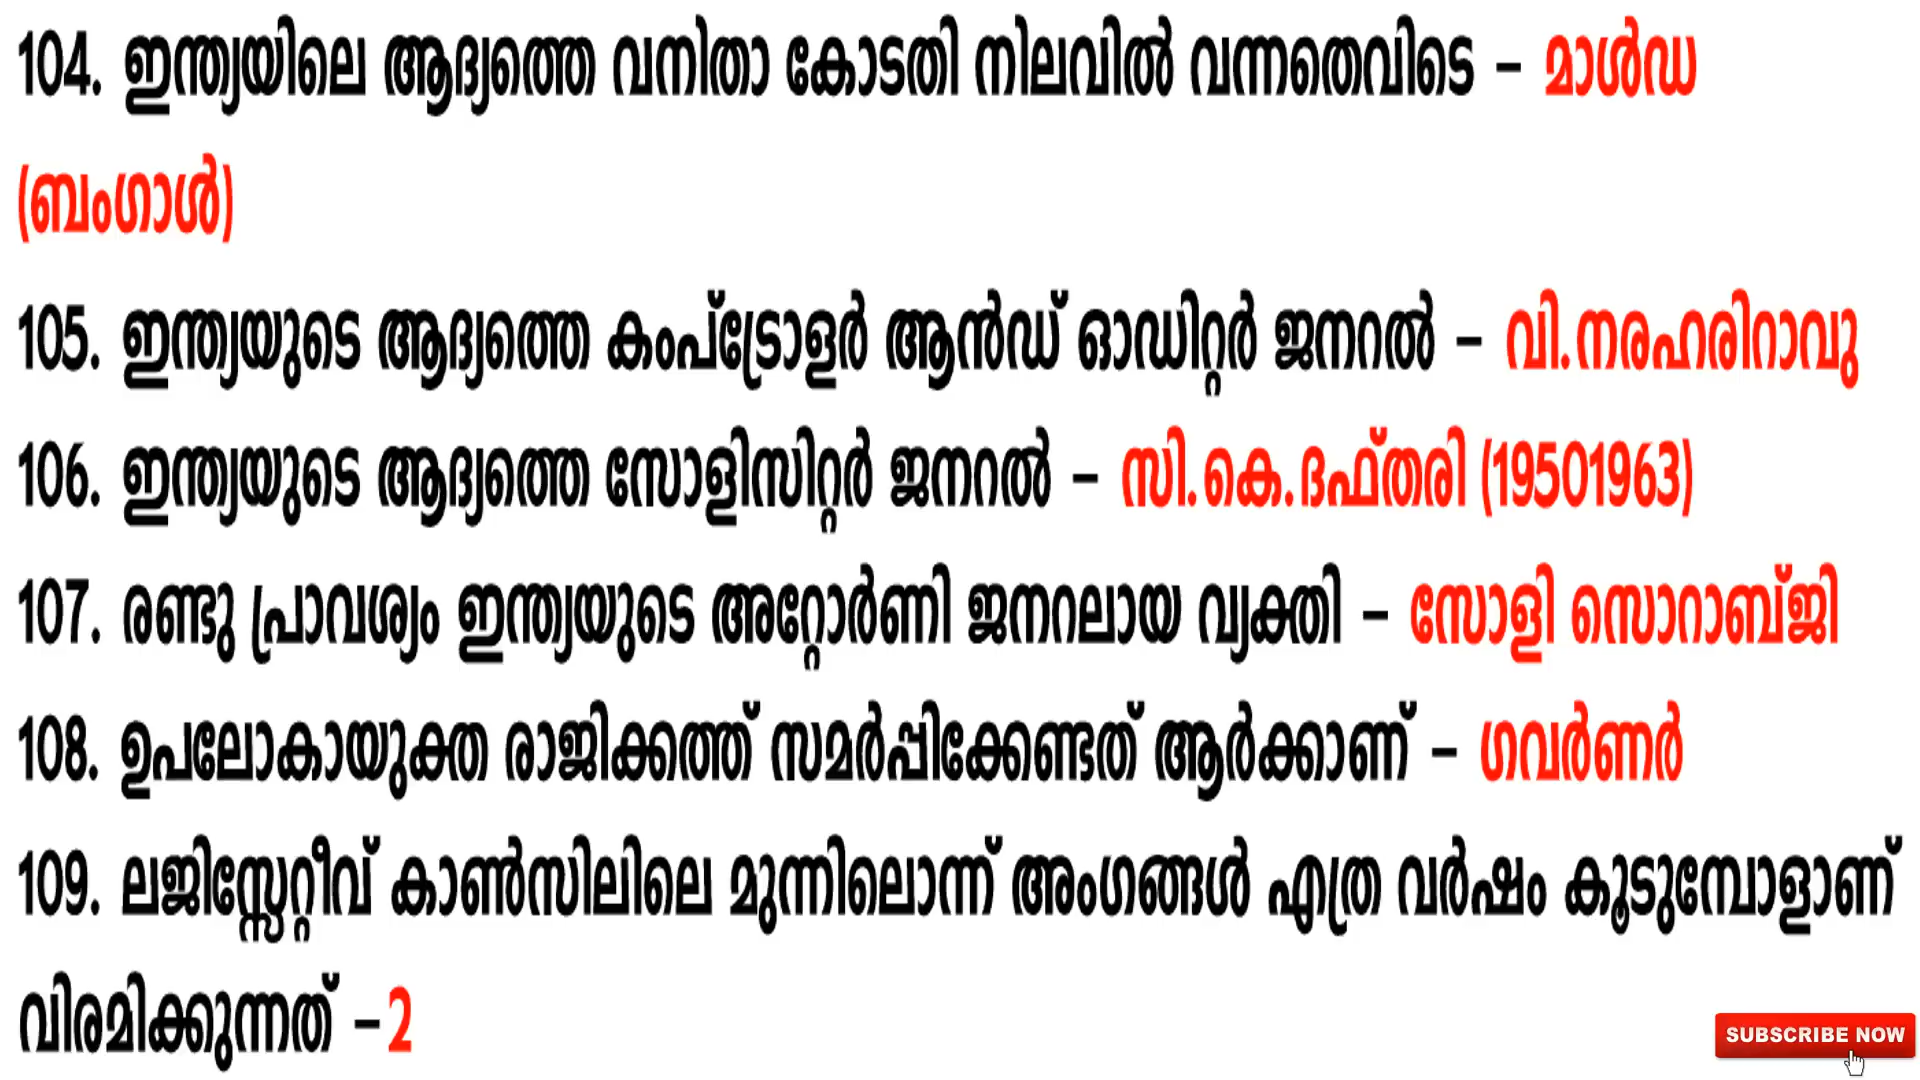 104. ഇന്ത്യയിലെ ആദ്യത്തെ വനിതാ കോടതി നിലവിൽ വന്നതെവിടെ – മാൾഡ
(ബംഗാൾ)
105. ഇന്ത്യയുടെ ആദ്യത്തെ കംപ്ട്രോളർ ആൻഡ് ഓഡിറ്റർ ജനറൽ – വി.നരഹരിറാവു
106. ഇന്ത്യയുടെ ആദ്യത്തെ സോളിസിറ്റർ ജനറൽ – സി.കെ.ദഫ്തരി (19501963)
107. രണ്ടു പ്രാവശ്യം ഇന്ത്യയുടെ അറ്റോർണി ജനറലായ വ്യക്തി – സോളി സൊറാബ്ജി
108. ഉപലോകായുക്ത രാജിക്കത്ത് സമർപ്പിക്കേണ്ടത് ആർക്കാണ് – ഗവർണർ
109. ലജിസ്ലേറ്റീവ് കാൺസിലിലെ മുന്നിലൊന്ന് അംഗങ്ങൾ എത്ര വർഷം കൂടുമ്പോളാണ്
വിരമിക്കുന്നത് –2
SUBSCRIBE NOW